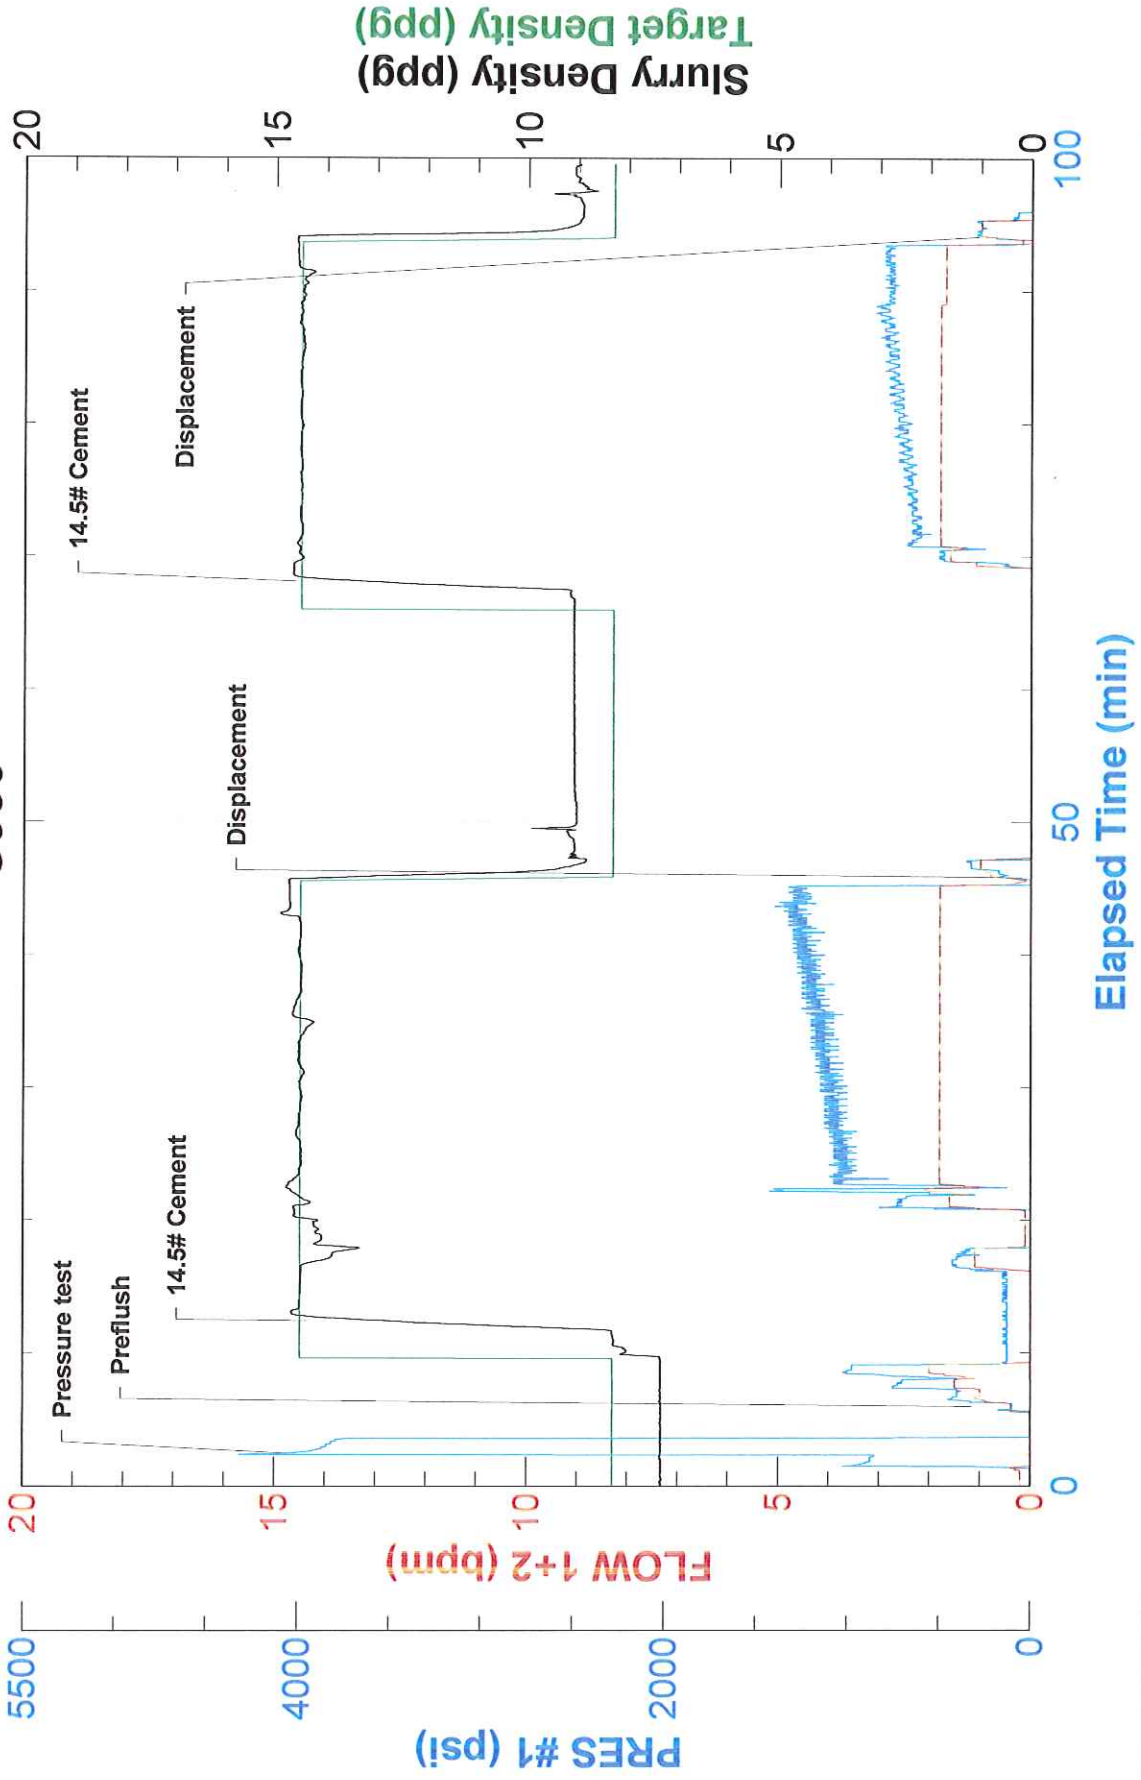 Pressure test
Preflush
14.5# Cement
Displacement
14.5# Cement
Displacement
PRES #1 (psi)
5500
4000
2000
0
FLOW 1+2 (bpm)
20
15
10
5
0
20
15
10
5
0
Slurry Density (ppg)
Target Density (ppg)
0
50
100
Elapsed Time (min)